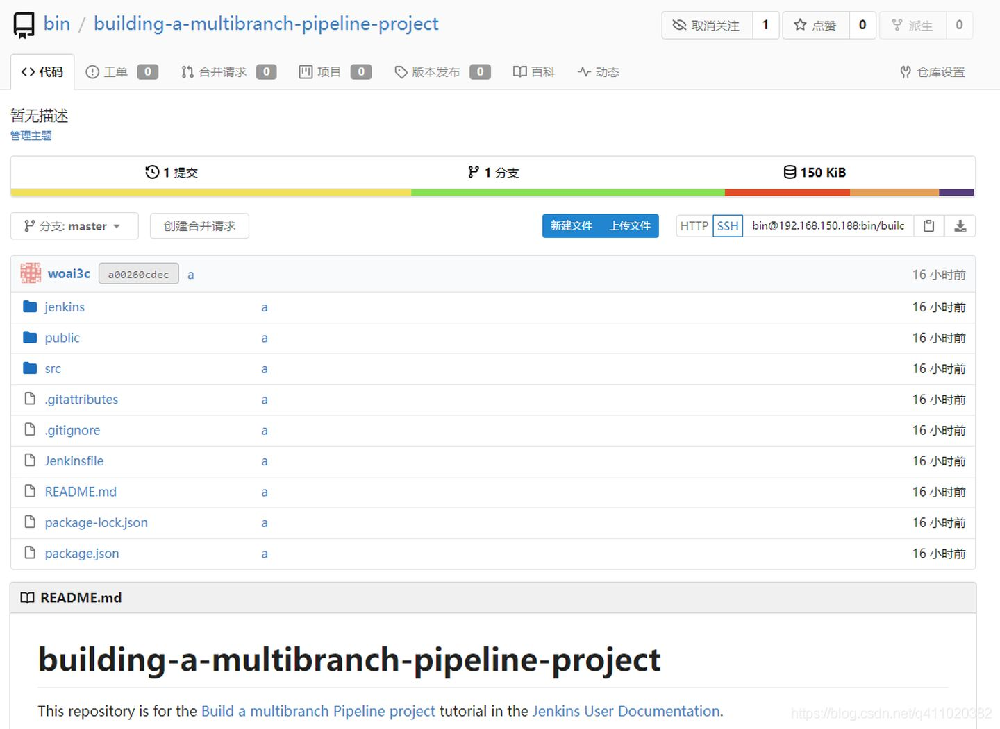 bin / building-a-multibranch-pipeline-project
取消关注 1 点赞 0 派生 0
代码 工单 0 合并请求 0 项目 0 版本发布 0 百科 动态 仓库设置
暂无描述
管理主题
1 提交 1 分支 150 KiB
分支: master 创建合并请求 新建文件 上传文件 HTTP SSH bin@192.168.150.188:bin/builc
woai3c a00260cdec a 16 小时前
jenkins a 16 小时前
public a 16 小时前
src a 16 小时前
.gitattributes a 16 小时前
.gitignore a 16 小时前
Jenkinsfile a 16 小时前
README.md a 16 小时前
package-lock.json a 16 小时前
package.json a 16 小时前
README.md
building-a-multibranch-pipeline-project
This repository is for the Build a multibranch Pipeline project tutorial in the Jenkins User Documentation.
https://blog.csdn.net/q411020382